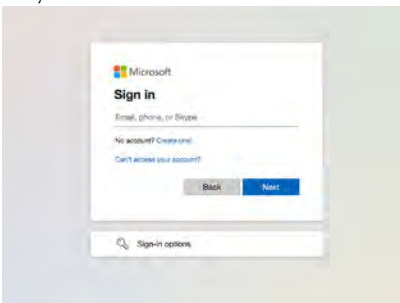 Microsoft
Sign in
Email, phone, or Skype
No account? Create one!
Can't access your account?
Back
Next
Sign-in options